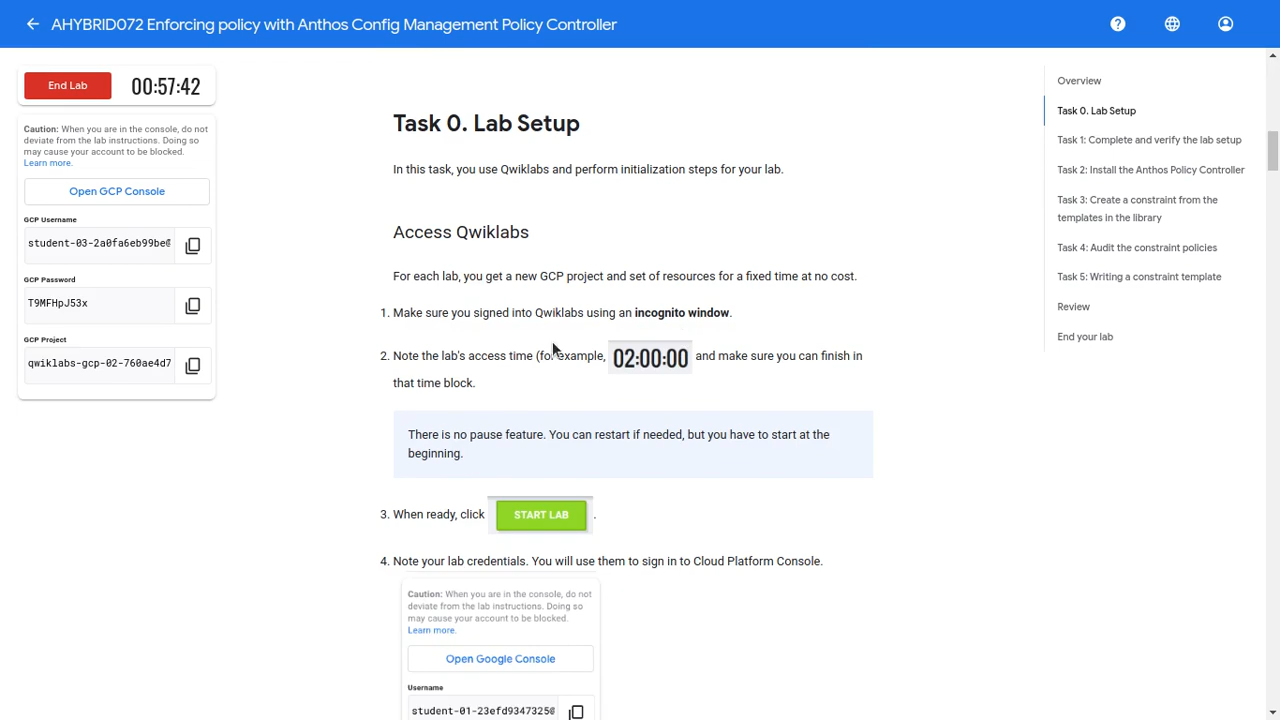 AHYBRID072 Enforcing policy with Anthos Config Management Policy Controller
End Lab
00:57:42
Caution: When you are in the console, do not
deviate from the lab instructions. Doing so
may cause your account to be blocked.
Learn more.
Open GCP Console
GCP Username
student-03-2a0fa6eb99be@
GCP Password
T9MFHpJ53x
GCP Project
qwiklabs-gcp-02-760ae4d7
Task 0. Lab Setup
In this task, you use Qwiklabs and perform initialization steps for your lab.
Access Qwiklabs
For each lab, you get a new GCP project and set of resources for a fixed time at no cost.
1. Make sure you signed into Qwiklabs using an incognito window.
2. Note the lab's access time (for example, 02:00:00 and make sure you can finish in
that time block.
There is no pause feature. You can restart if needed, but you have to start at the
beginning.
3. When ready, click START LAB .
4. Note your lab credentials. You will use them to sign in to Cloud Platform Console.
Caution: When you are in the console, do not
deviate from the lab instructions. Doing so
may cause your account to be blocked.
Learn more.
Open Google Console
Username
student-01-23efd9347325@
Overview
Task 0. Lab Setup
Task 1: Complete and verify the lab setup
Task 2: Install the Anthos Policy Controller
Task 3: Create a constraint from the
templates in the library
Task 4: Audit the constraint policies
Task 5: Writing a constraint template
Review
End your lab